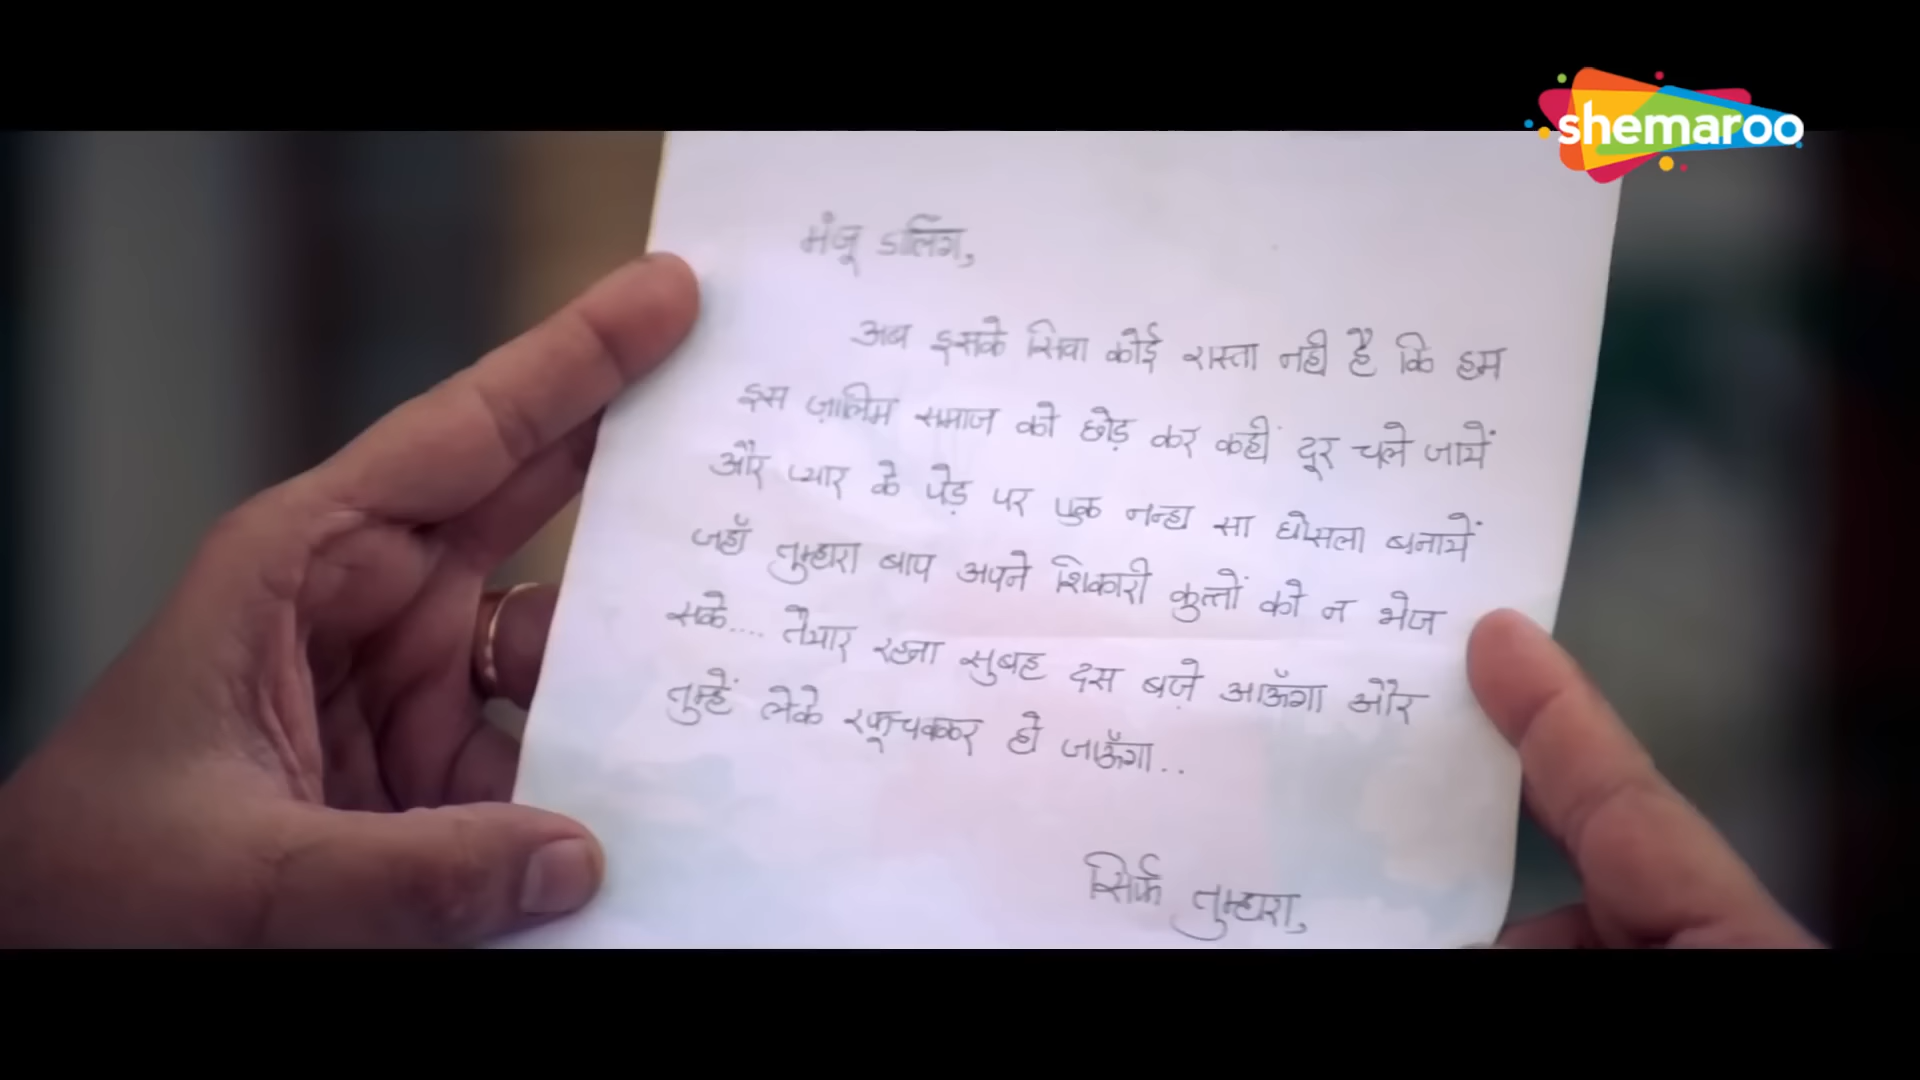 shemaroo
मंजू डार्लिंग,
अब इसके सिवा कोई रास्ता नही है कि हम
इस ज़ालिम समाज को छोड़ कर कहीं दूर चले जायें
और प्यार के पेड़ पर एक नन्हा सा घोसला बनायें
जहाँ तुम्हारा बाप अपने शिकारी कुत्तों को न भेज
सके.... तैयार रहना सुबह दस बजे़ आऊँगा और
तुम्हें लेके रफूचक्कर हो जाऊँगा..
सिर्फ तुम्हारा,